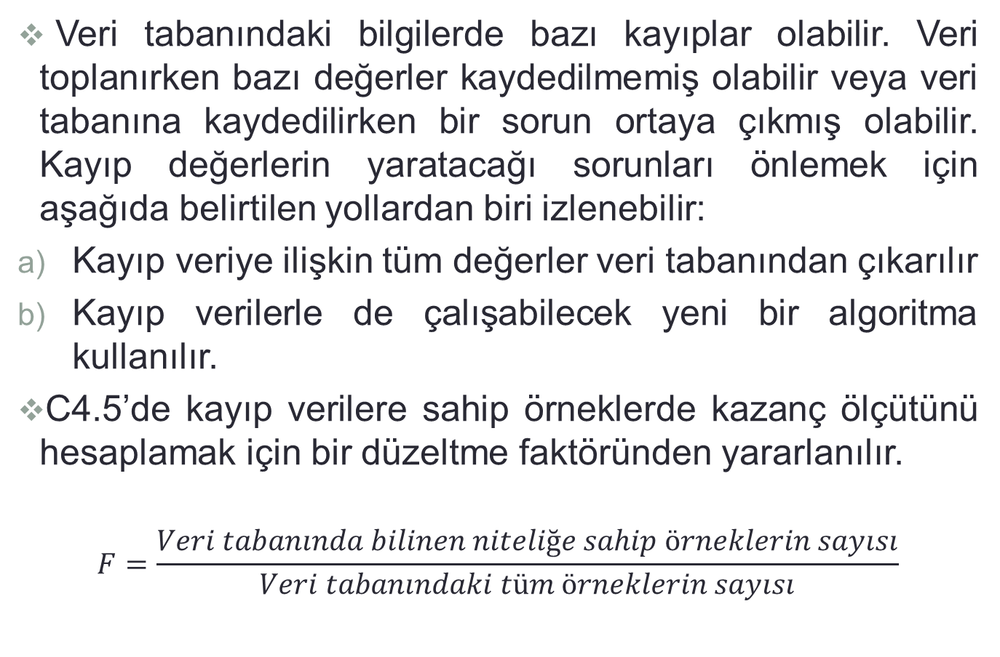 ❖ Veri tabanındaki bilgilerde bazı kayıplar olabilir. Veri
toplanırken bazı değerler kaydedilmemiş olabilir veya veri
tabanına kaydedilirken bir sorun ortaya çıkmış olabilir.
Kayıp değerlerin yaratacağı sorunları önlemek için
aşağıda belirtilen yollardan biri izlenebilir:
a) Kayıp veriye ilişkin tüm değerler veri tabanından çıkarılır
b) Kayıp verilerle de çalışabilecek yeni bir algoritma
kullanılır.
❖C4.5’de kayıp verilere sahip örneklerde kazanç ölçütünü
hesaplamak için bir düzeltme faktöründen yararlanılır.
Veri tabanında bilinen niteliğe sahip örneklerin sayısı
F =
Veri tabanındaki tüm örneklerin sayısı